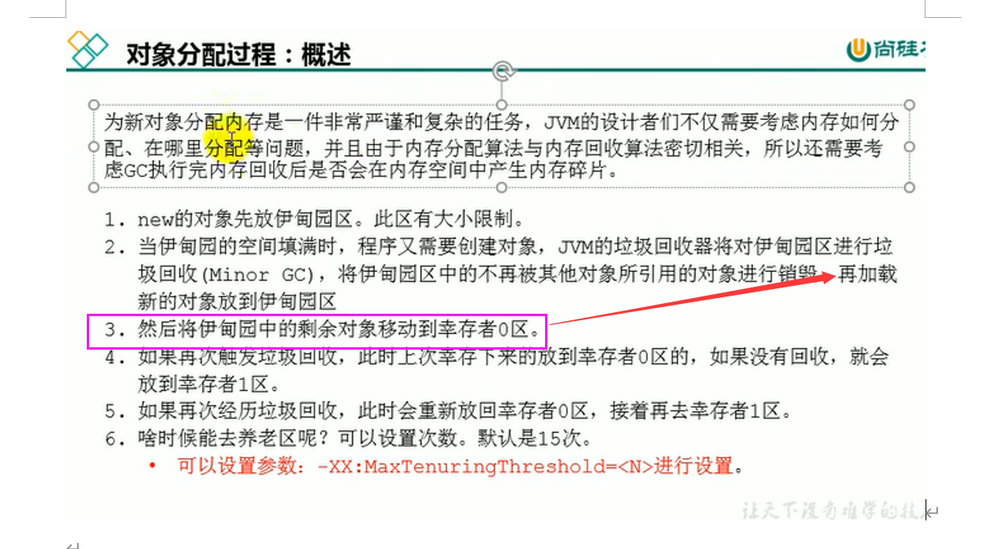 对象分配过程：概述
尚硅
为新对象分配内存是一件非常严谨和复杂的任务，JVM的设计者们不仅需要考虑内存如何分
配、在哪里分配等问题，并且由于内存分配算法与内存回收算法密切相关，所以还需要考
虑GC执行完内存回收后是否会在内存空间中产生内存碎片。
1. new的对象先放伊甸园区。此区有大小限制。
2. 当伊甸园的空间填满时，程序又需要创建对象，JVM的垃圾回收器将对伊甸园区进行垃
圾回收(Minor GC)，将伊甸园区中的不再被其他对象所引用的对象进行销毁。再加载
新的对象放到伊甸园区
3. 然后将伊甸园中的剩余对象移动到幸存者0区。
4. 如果再次触发垃圾回收，此时上次幸存下来的放到幸存者0区的，如果没有回收，就会
放到幸存者1区。
5. 如果再次经历垃圾回收，此时会重新放回幸存者0区，接着再去幸存者1区。
6. 啥时候能去养老区呢？可以设置次数。默认是15次。
• 可以设置参数：-XX:MaxTenuringThreshold=<N>进行设置。
让天下没有难学的技